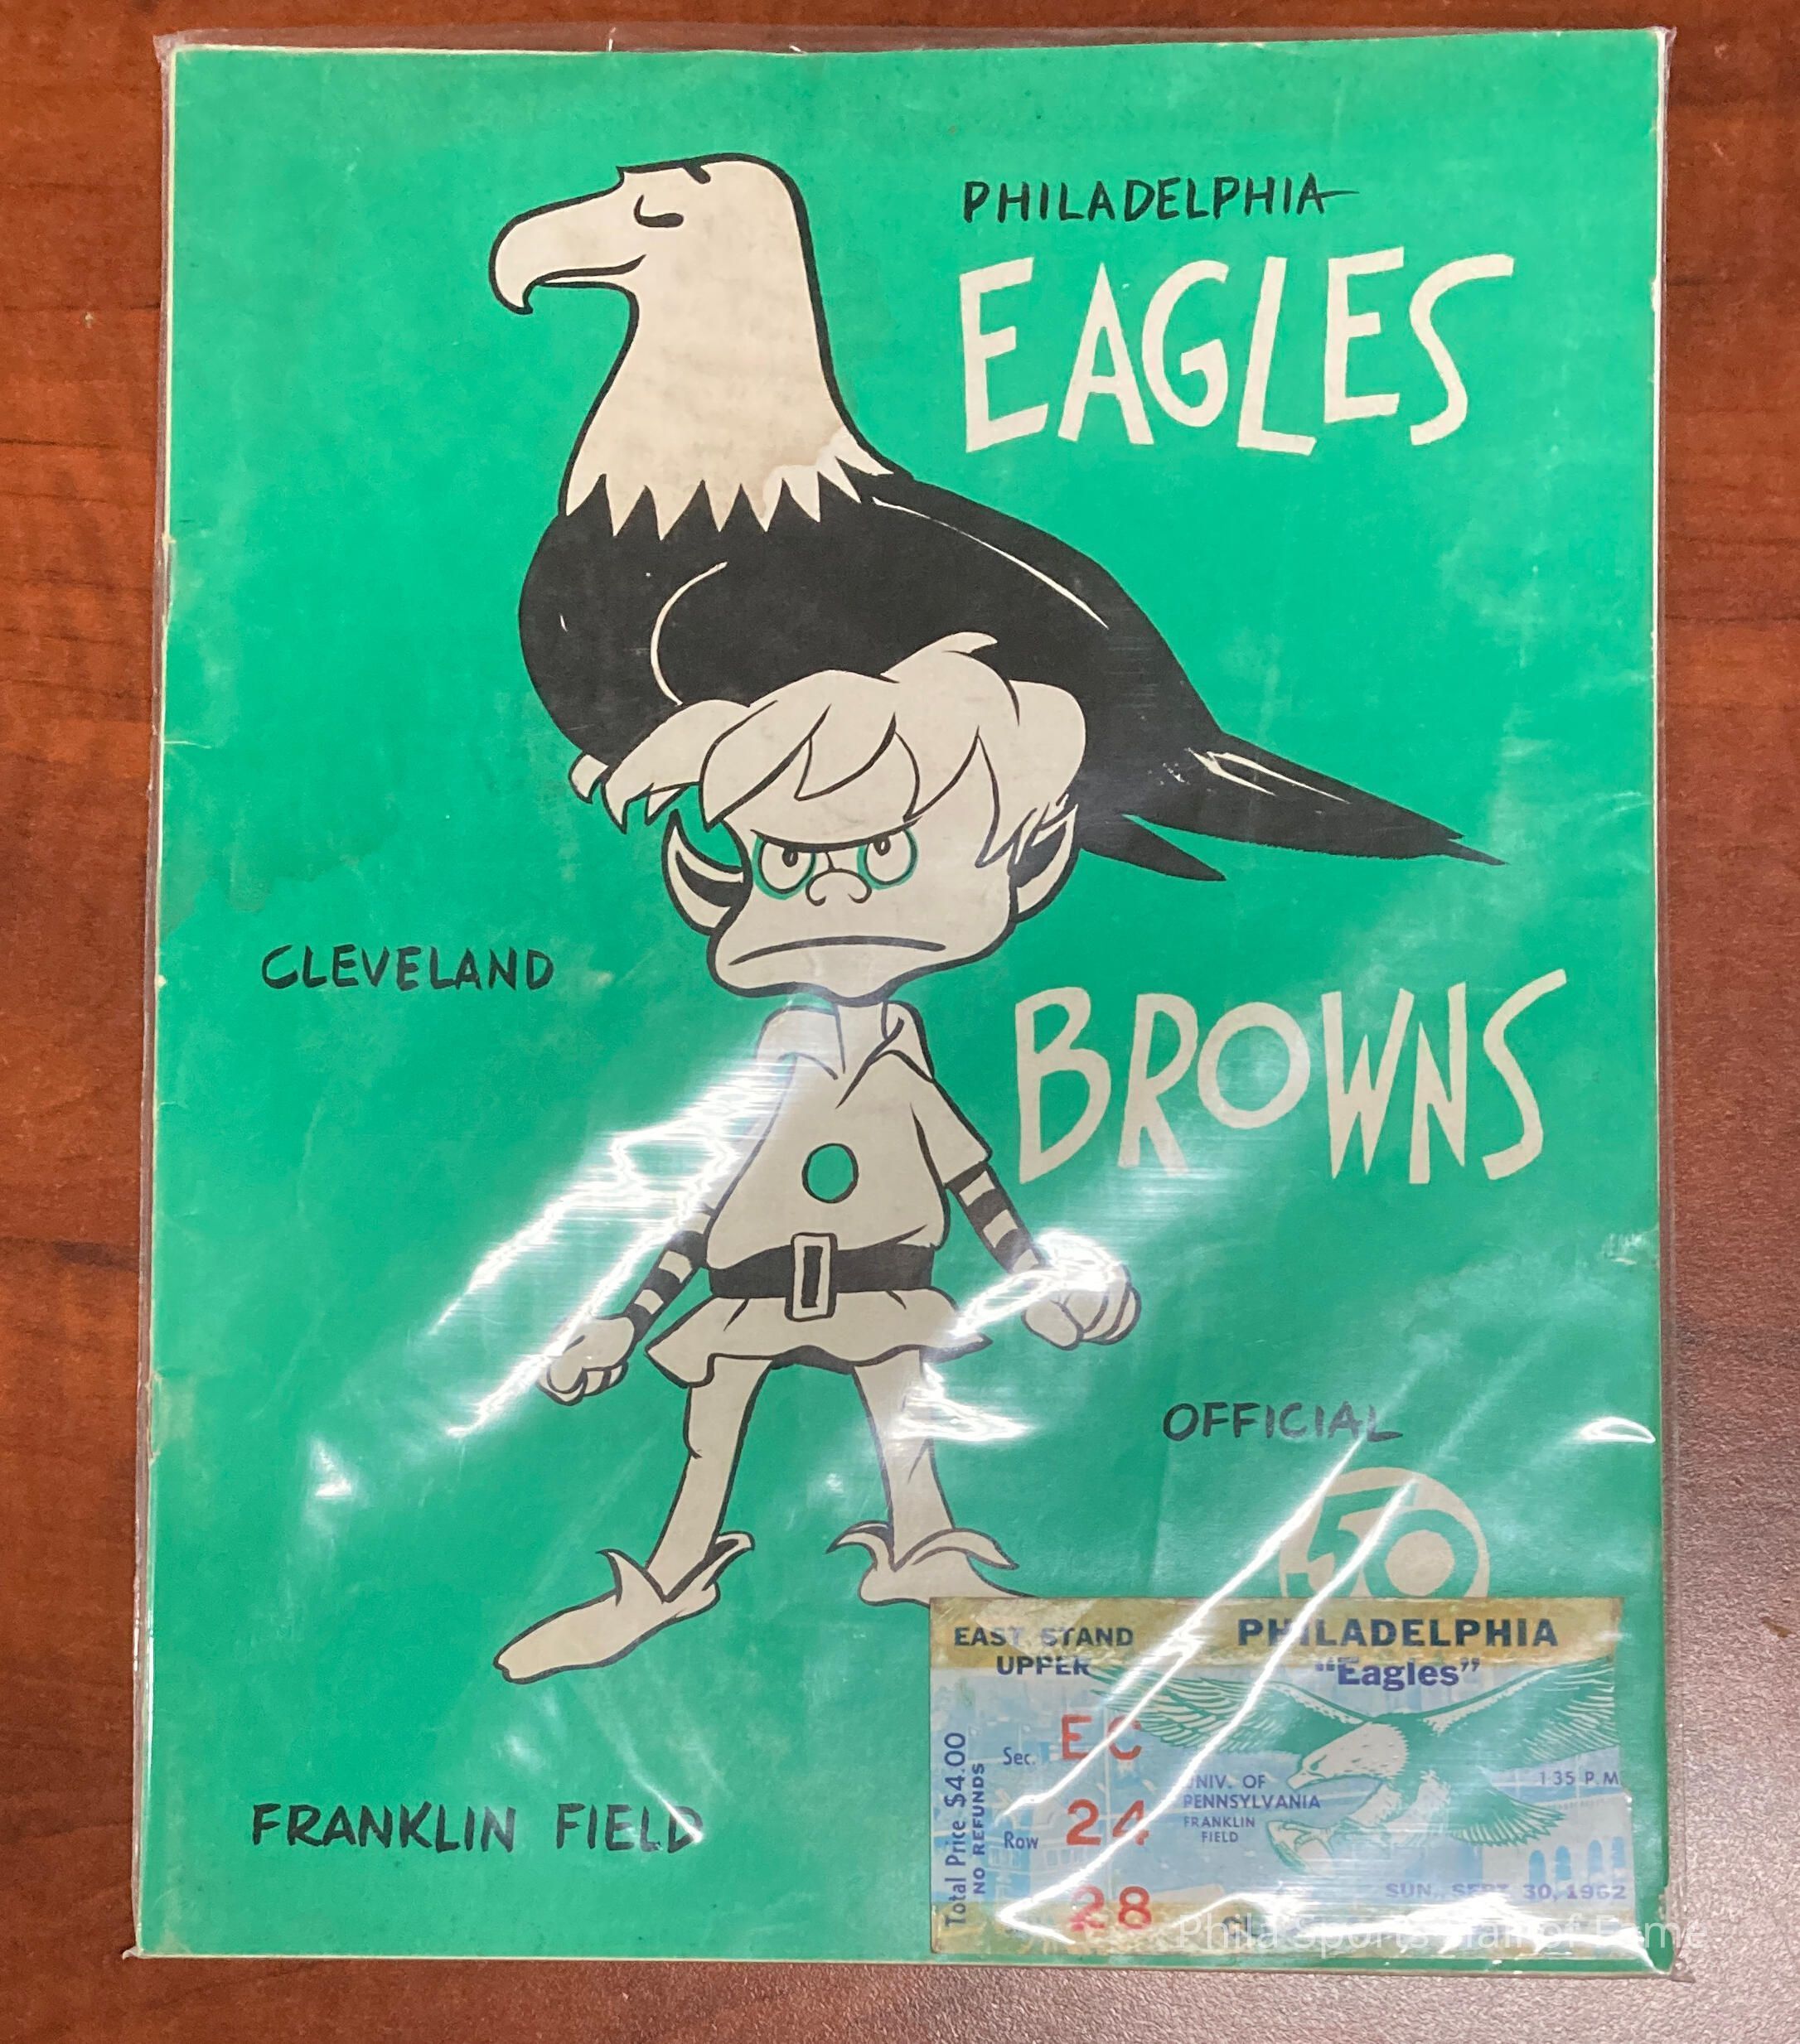 PHILADELPHIA
EAGLES
CLEVELAND
BROWNS
OFFICIAL
50
FRANKLIN FIELD
EAST STAND
UPPER
PHILADELPHIA
"Eagles"
Total Price $4.00
NO REFUNDS
Sec. EC
Row 24
28
UNIV. OF
PENNSYLVANIA
FRANKLIN
FIELD
1 35 P.M
SUN., SEPT. 30, 1962
Phila Sports Hall of Fame